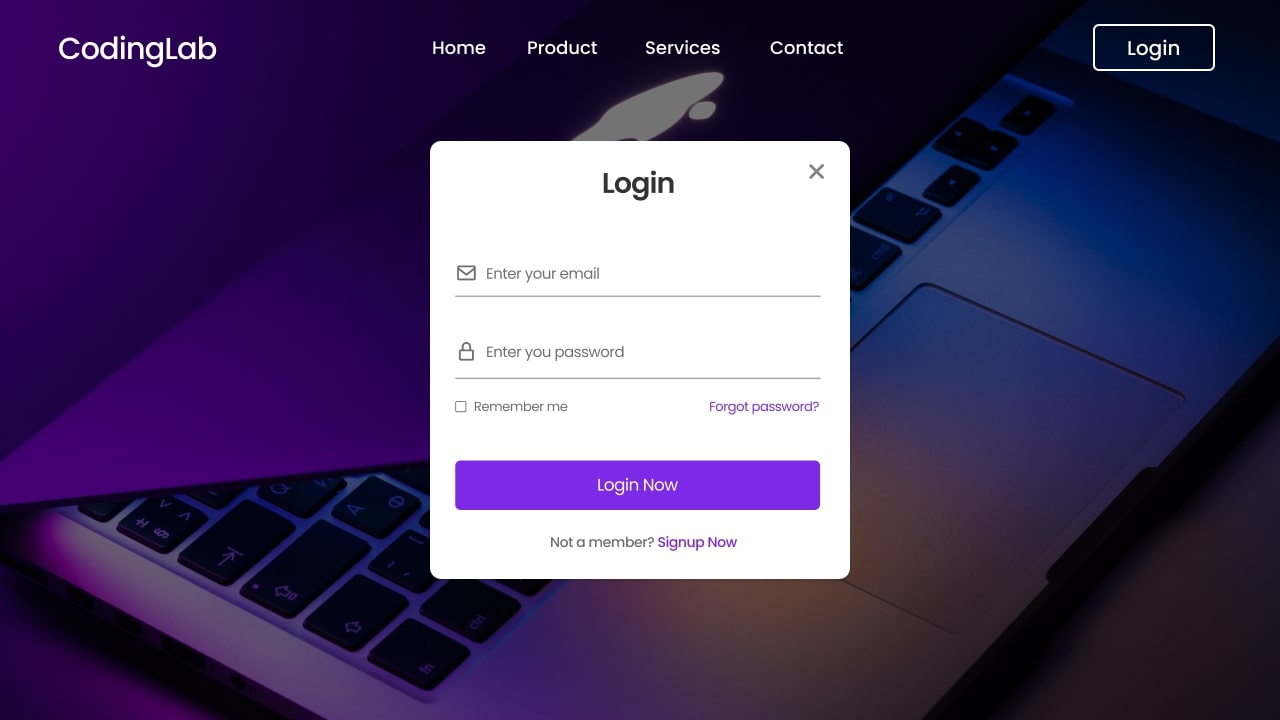 CodingLab
Home Product Services Contact
Login
Login
Enter your email
Enter you password
Remember me Forgot password?
Login Now
Not a member? Signup Now